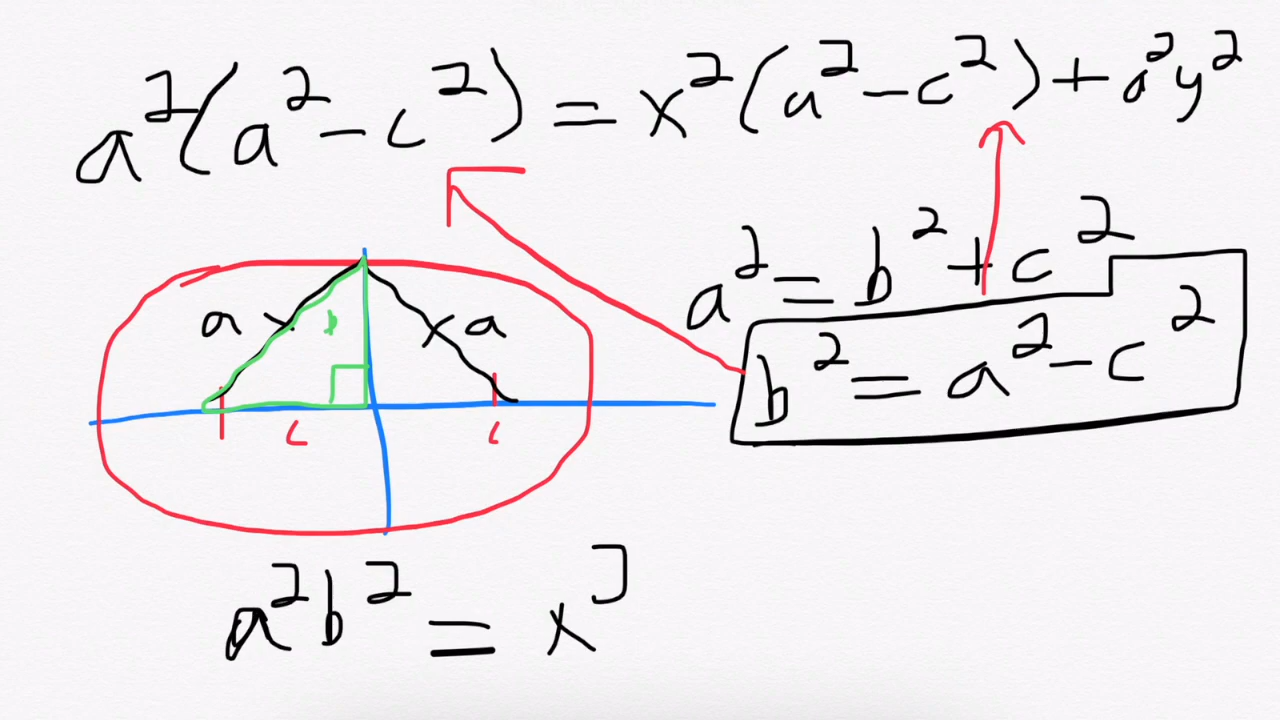 a²(a²-c²) = x²(a²-c²)+a²y²
a² = b²+c²
b² = a²-c²
a b a
c c
a²b² = x